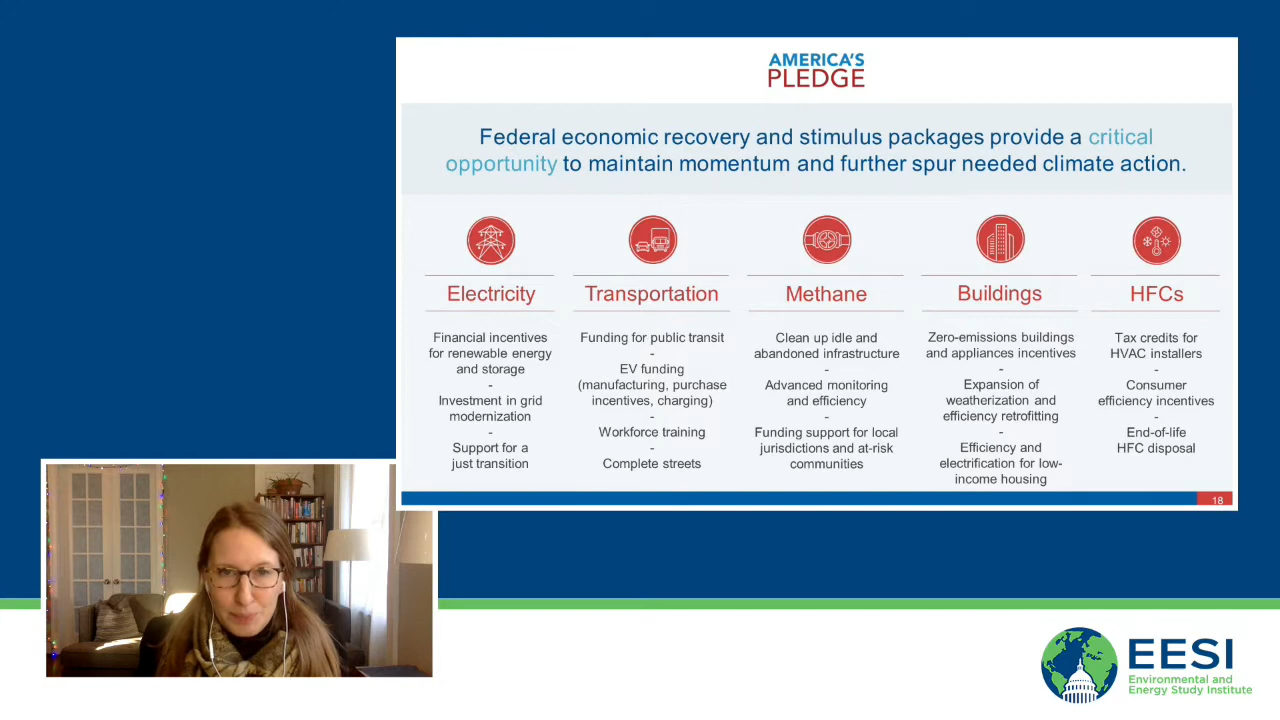 AMERICA'S
PLEDGE
Federal economic recovery and stimulus packages provide a critical
opportunity to maintain momentum and further spur needed climate action.
Electricity
Financial incentives
for renewable energy
and storage
-
Investment in grid
modernization
-
Support for a
just transition
Transportation
Funding for public transit
-
EV funding
(manufacturing, purchase
incentives, charging)
-
Workforce training
-
Complete streets
Methane
Clean up idle and
abandoned infrastructure
-
Advanced monitoring
and efficiency
-
Funding support for local
jurisdictions and at-risk
communities
Buildings
Zero-emissions buildings
and appliances incentives
-
Expansion of
weatherization and
efficiency retrofitting
-
Efficiency and
electrification for low-
income housing
HFCs
Tax credits for
HVAC installers
-
Consumer
efficiency incentives
-
End-of-life
HFC disposal
18
EESI
Environmental and
Energy Study Institute